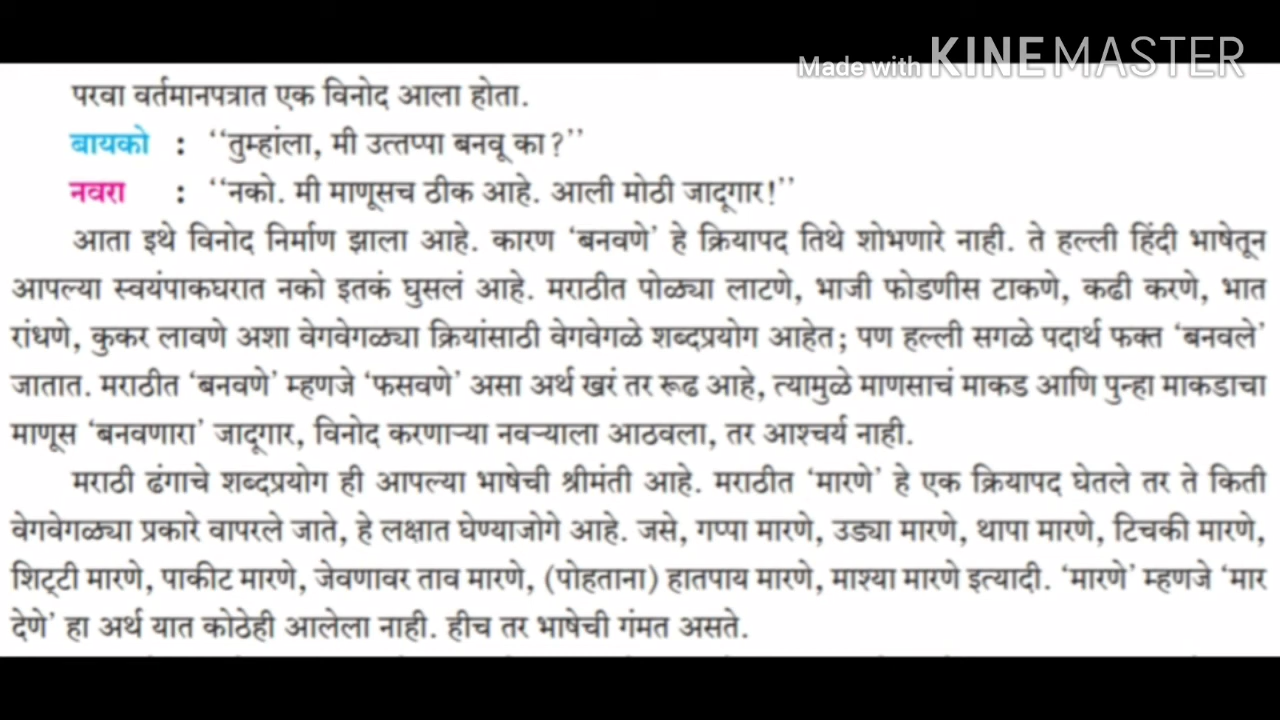 Made with KINEMASTER
परवा वर्तमानपत्रात एक विनोद आला होता.
बायको : ‘‘तुम्हांला, मी उत्तप्पा बनवू का?’’
नवरा : ‘‘नको. मी माणूसच ठीक आहे. आली मोठी जादूगार!’’
आता इथे विनोद निर्माण झाला आहे. कारण ‘बनवणे’ हे क्रियापद तिथे शोभणारे नाही. ते हल्ली हिंदी भाषेतून
आपल्या स्वयंपाकघरात नको इतकं घुसलं आहे. मराठीत पोळ्या लाटणे, भाजी फोडणीस टाकणे, कढी करणे, भात
रांधणे, कुकर लावणे अशा वेगवेगळ्या क्रियांसाठी वेगवेगळे शब्दप्रयोग आहेत; पण हल्ली सगळे पदार्थ फक्त ‘बनवले’
जातात. मराठीत ‘बनवणे’ म्हणजे ‘फसवणे’ असा अर्थ खरं तर रूढ आहे, त्यामुळे माणसाचं माकड आणि पुन्हा माकडाचा
माणूस ‘बनवणारा’ जादूगार, विनोद करणाऱ्या नवऱ्याला आठवला, तर आश्चर्य नाही.
मराठी ढंगाचे शब्दप्रयोग ही आपल्या भाषेची श्रीमंती आहे. मराठीत ‘मारणे’ हे एक क्रियापद घेतले तर ते किती
वेगवेगळ्या प्रकारे वापरले जाते, हे लक्षात घेण्याजोगे आहे. जसे, गप्पा मारणे, उड्या मारणे, थापा मारणे, टिचकी मारणे,
शिट्टी मारणे, पाकीट मारणे, जेवणावर ताव मारणे, (पोहताना) हातपाय मारणे, माश्या मारणे इत्यादी. ‘मारणे’ म्हणजे ‘मार
देणे’ हा अर्थ यात कोठेही आलेला नाही. हीच तर भाषेची गंमत असते.